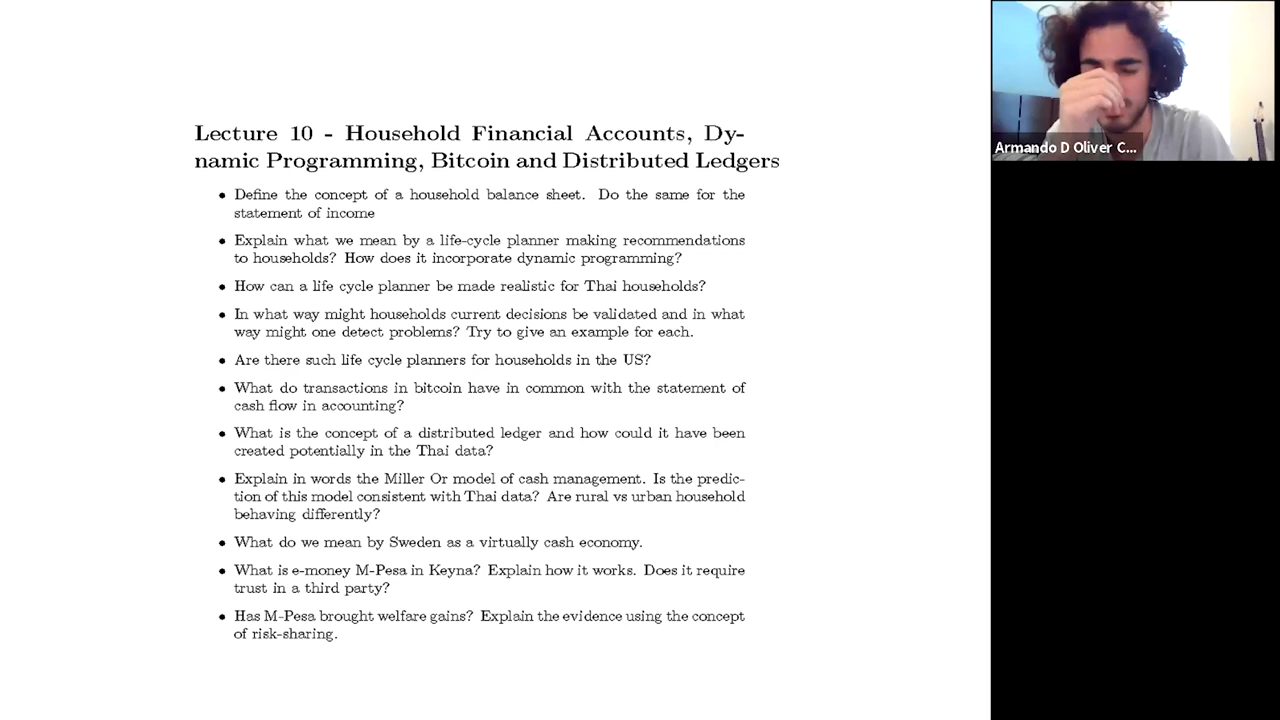 Lecture 10 - Household Financial Accounts, Dy-
namic Programming, Bitcoin and Distributed Ledgers
• Define the concept of a household balance sheet. Do the same for the
statement of income
• Explain what we mean by a life-cycle planner making recommendations
to households? How does it incorporate dynamic programming?
• How can a life cycle planner be made realistic for Thai households?
• In what way might households current decisions be validated and in what
way might one detect problems? Try to give an example for each.
• Are there such life cycle planners for households in the US?
• What do transactions in bitcoin have in common with the statement of
cash flow in accounting?
• What is the concept of a distributed ledger and how could it have been
created potentially in the Thai data?
• Explain in words the Miller Or model of cash management. Is the predic-
tion of this model consistent with Thai data? Are rural vs urban household
behaving differently?
• What do we mean by Sweden as a virtually cash economy.
• What is e-money M-Pesa in Keyna? Explain how it works. Does it require
trust in a third party?
• Has M-Pesa brought welfare gains? Explain the evidence using the concept
of risk-sharing.
Armando D Oliver C...